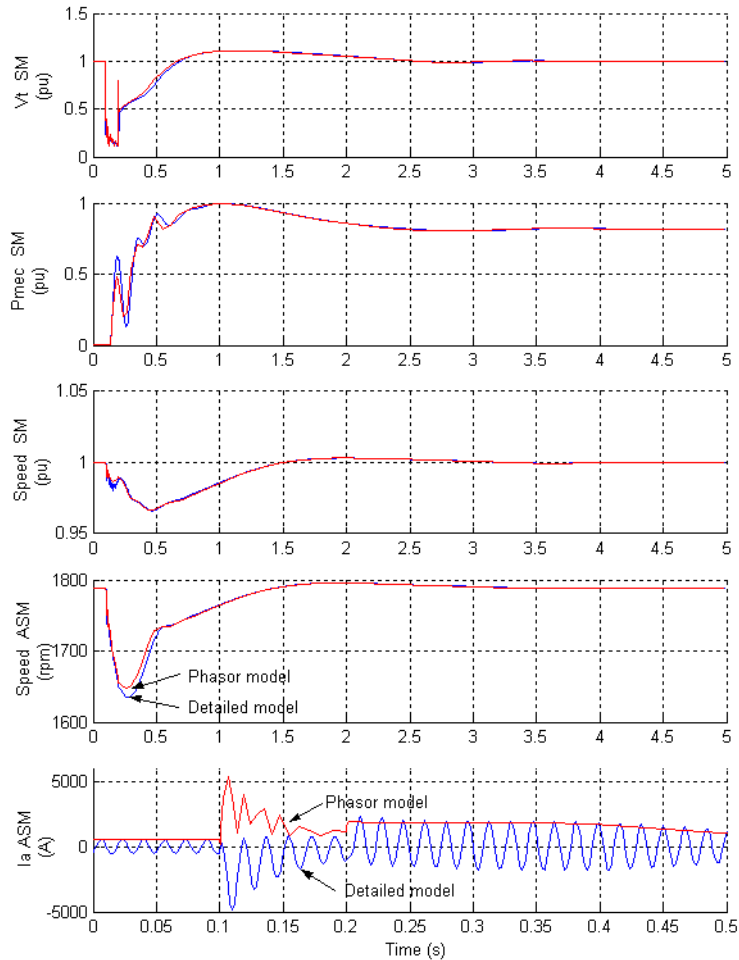 Vt SM
(pu)
1.5
1
0.5
0
0 0.5 1 1.5 2 2.5 3 3.5 4 4.5 5
Pmec SM
(pu)
1
0.5
0
0 0.5 1 1.5 2 2.5 3 3.5 4 4.5 5
Speed SM
(pu)
1.05
1
0.95
0 0.5 1 1.5 2 2.5 3 3.5 4 4.5 5
Speed ASM
(rpm)
1800
1700
1600
Phasor model
Detailed model
0 0.5 1 1.5 2 2.5 3 3.5 4 4.5 5
Ia ASM
(A)
5000
0
-5000
Phasor model
Detailed model
0 0.05 0.1 0.15 0.2 0.25 0.3 0.35 0.4 0.45 0.5
Time (s)